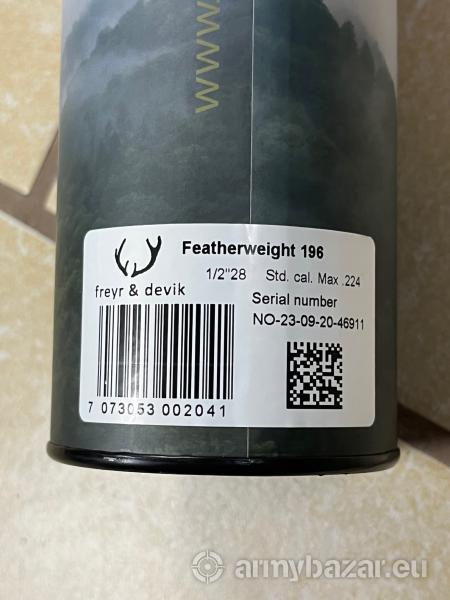 www.
Featherweight 196
1/2"28 Std. cal. Max .224
freyr & devik
Serial number
NO-23-09-20-46911
7 073053 002041
armybazar.eu